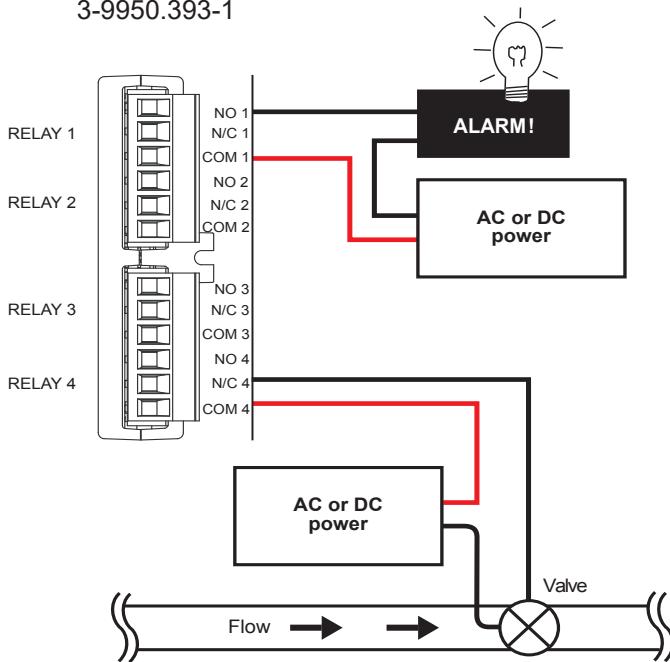 3-9950.393-1
RELAY 1
NO 1
N/C 1
COM 1
RELAY 2
NO 2
N/C 2
COM 2
RELAY 3
NO 3
N/C 3
COM 3
RELAY 4
NO 4
N/C 4
COM 4
ALARM!
AC or DC
power
AC or DC
power
Valve
Flow